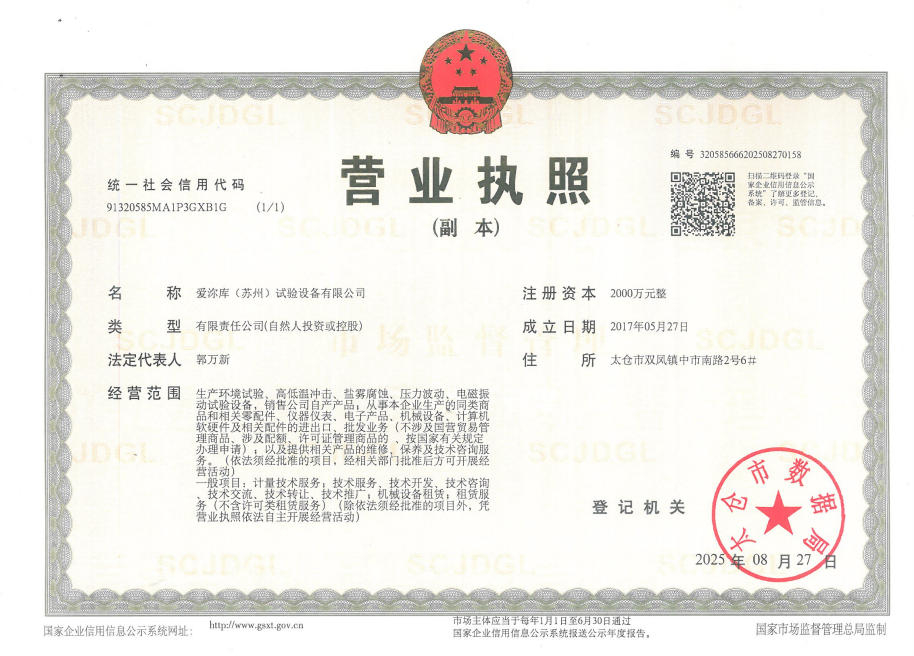 编 号 320585666202508270158
营业执照
(副 本)
统一社会信用代码
91320585MA1P3GXB1G (1/1)
扫描二维码登录“国
家企业信用信息公示
系统”了解更多登记、
备案、许可、监管信息。
名 称 爱沵库（苏州）试验设备有限公司
类 型 有限责任公司(自然人投资或控股)
法定代表人 郭万新
经营范围 生产环境试验、高低温冲击、盐雾腐蚀、压力波动、电磁振
动试验设备，销售公司自产产品；从事本企业生产的同类商
品和相关零配件、仪器仪表、电子产品、机械设备、计算机
软硬件及相关配件的进出口、批发业务（不涉及国营贸易管
理商品、涉及配额、许可证管理商品的 、按国家有关规定
办理申请）；以及提供相关产品的维修、保养及技术咨询服
务。（依法须经批准的项目，经相关部门批准后方可开展经
营活动）
一般项目：计量技术服务；技术服务、技术开发、技术咨询
、技术交流、技术转让、技术推广；机械设备租赁；租赁服
务（不含许可类租赁服务）（除依法须经批准的项目外，凭
营业执照依法自主开展经营活动）
注册资本 2000万元整
成立日期 2017年05月27日
住 所 太仓市双凤镇中市南路2号6#
登记机关
太仓市数据局
2025 年 08 月 27 日
国家企业信用信息公示系统网址: http://www.gsxt.gov.cn
市场主体应当于每年1月1日至6月30日通过
国家企业信用信息公示系统报送公示年度报告。
国家市场监督管理总局监制
SCJDGL
市场监督管理